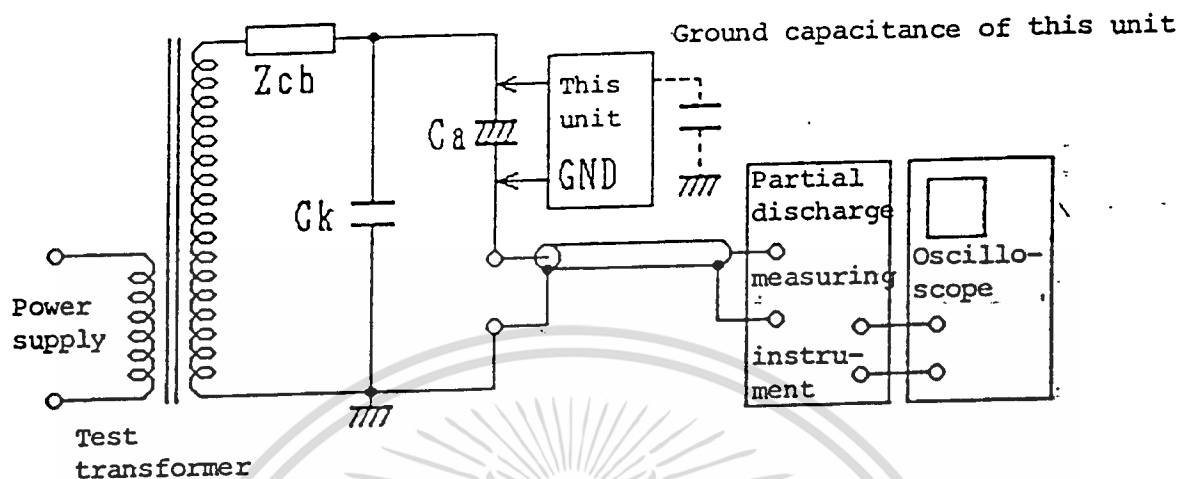 Ground capacitance of this unit
Zcb
This
unit
Ca
GND
Ck
Partial
discharge
measuring
instru-
ment
Oscillo-
scope
Power
supply
Test
transformer